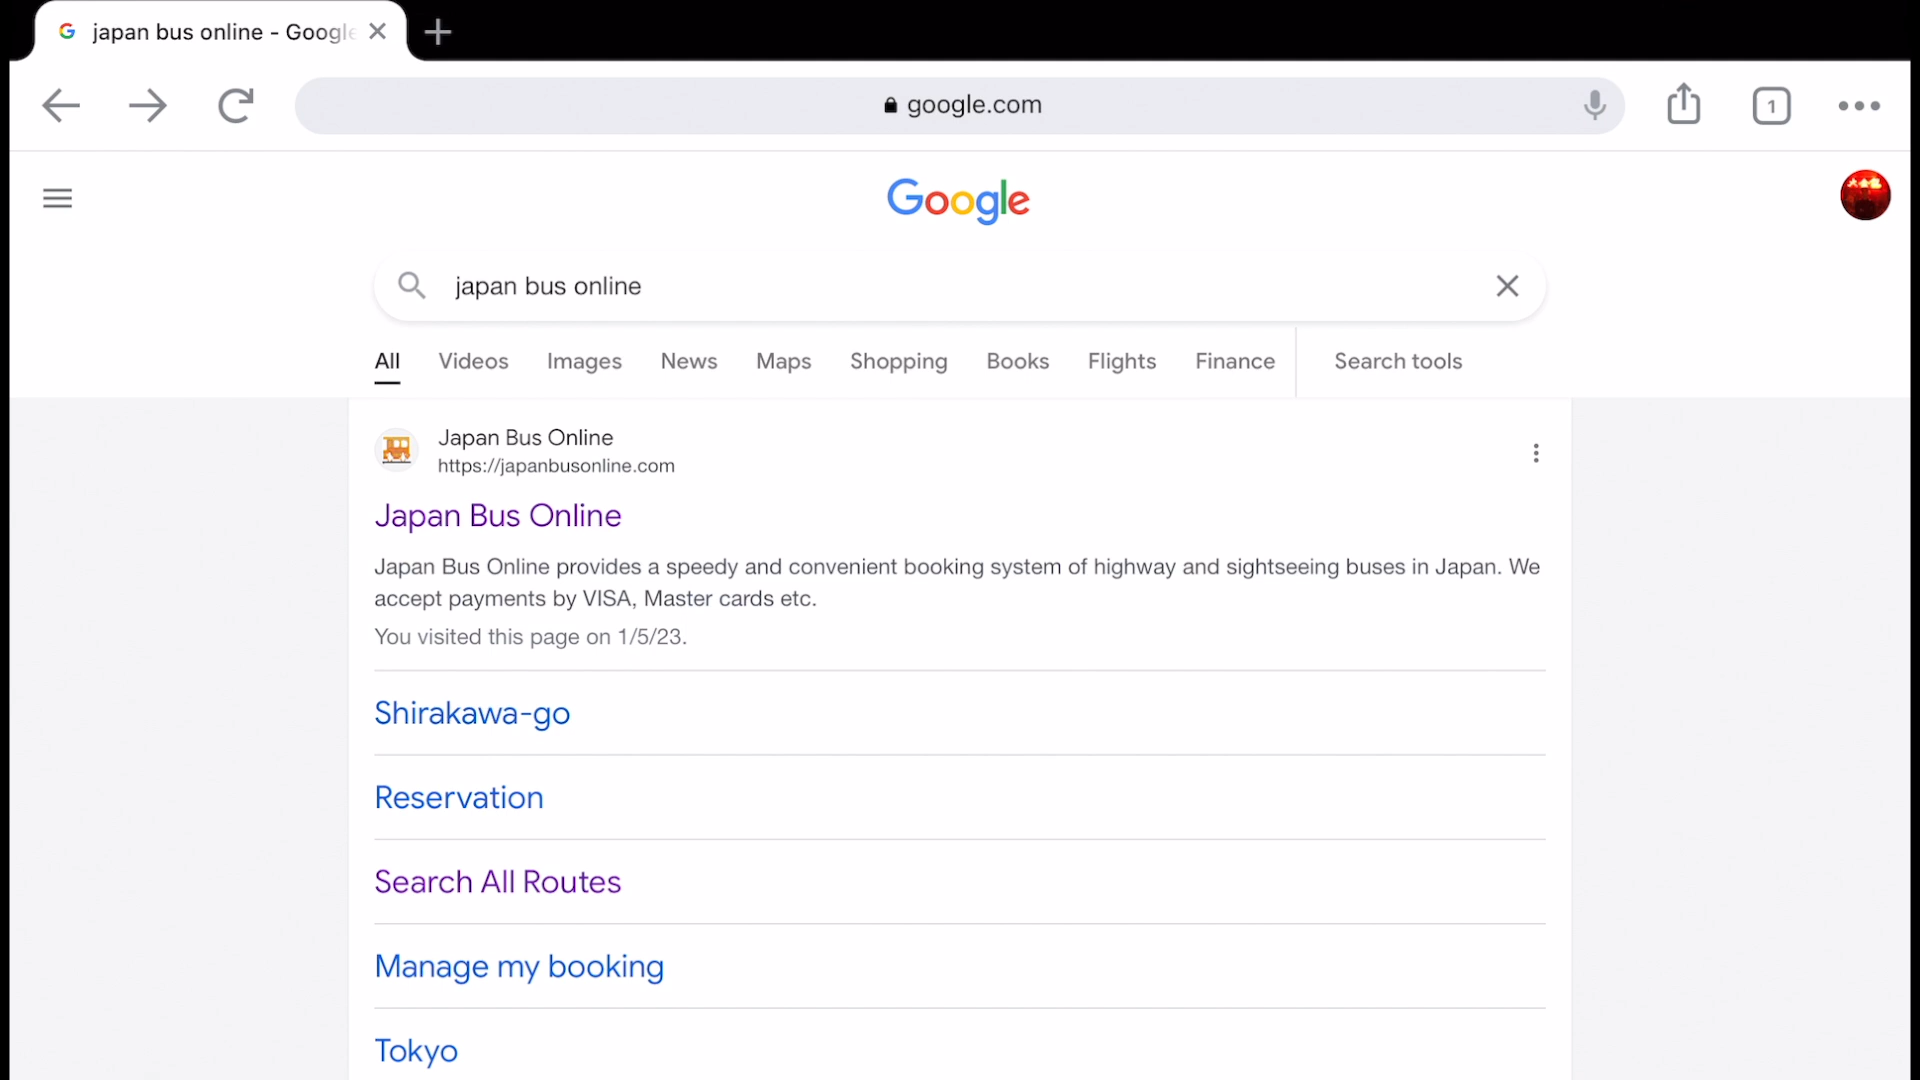 japan bus online - Google
google.com
1
Google
japan bus online
All Videos Images News Maps Shopping Books Flights Finance Search tools
Japan Bus Online
https://japanbusonline.com
Japan Bus Online
Japan Bus Online provides a speedy and convenient booking system of highway and sightseeing buses in Japan. We
accept payments by VISA, Master cards etc.
You visited this page on 1/5/23.
Shirakawa-go
Reservation
Search All Routes
Manage my booking
Tokyo